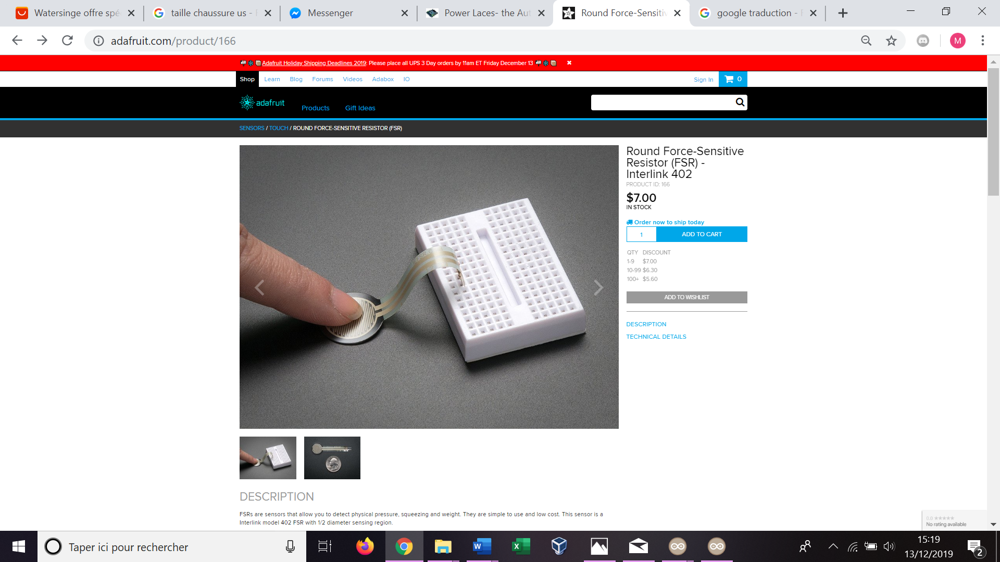 Watersinge offre spé
taille chaussure us -
Messenger
Power Laces- the Aut
Round Force-Sensitiv
google traduction -
adafruit.com/product/166
M
Adafruit Holiday Shipping Deadlines 2019: Please place all UPS 3 Day orders by 11am ET Friday December 13
Shop Learn Blog Forums Videos Adabox IO
Sign In 0
adafruit
Products Gift Ideas
SENSORS / TOUCH / ROUND FORCE-SENSITIVE RESISTOR (FSR)
Round Force-Sensitive
Resistor (FSR) -
Interlink 402
PRODUCT ID: 166
$7.00
IN STOCK
Order now to ship today
1 ADD TO CART
QTY DISCOUNT
1-9 $7.00
10-99 $6.30
100+ $5.60
ADD TO WISHLIST
DESCRIPTION
TECHNICAL DETAILS
DESCRIPTION
FSRs are sensors that allow you to detect physical pressure, squeezing and weight. They are simple to use and low cost. This sensor is a
Interlink model 402 FSR with 1/2 diameter sensing region.
0.0 ★★★★★
No rating available
Taper ici pour rechercher
15:19
13/12/2019
2